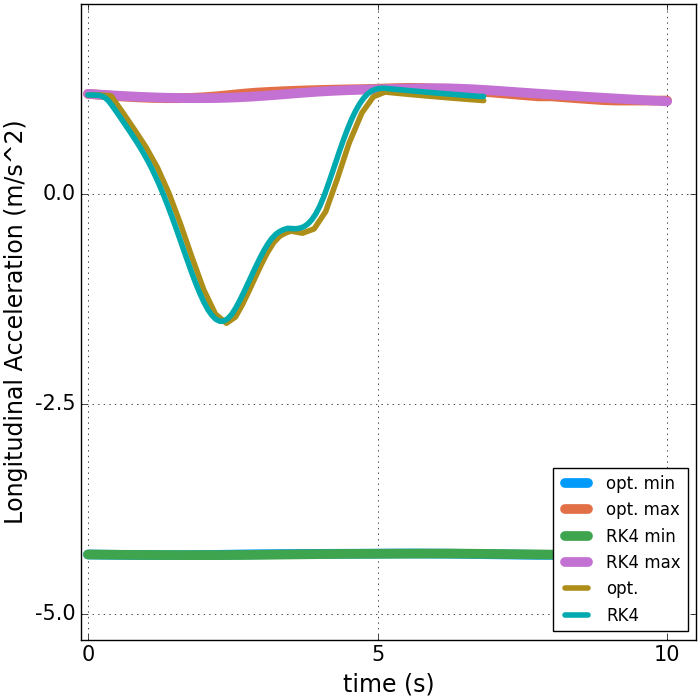 Longitudinal Acceleration (m/s^2)
0.0
-2.5
-5.0
0
5
10
time (s)
opt. min
opt. max
RK4 min
RK4 max
opt.
RK4